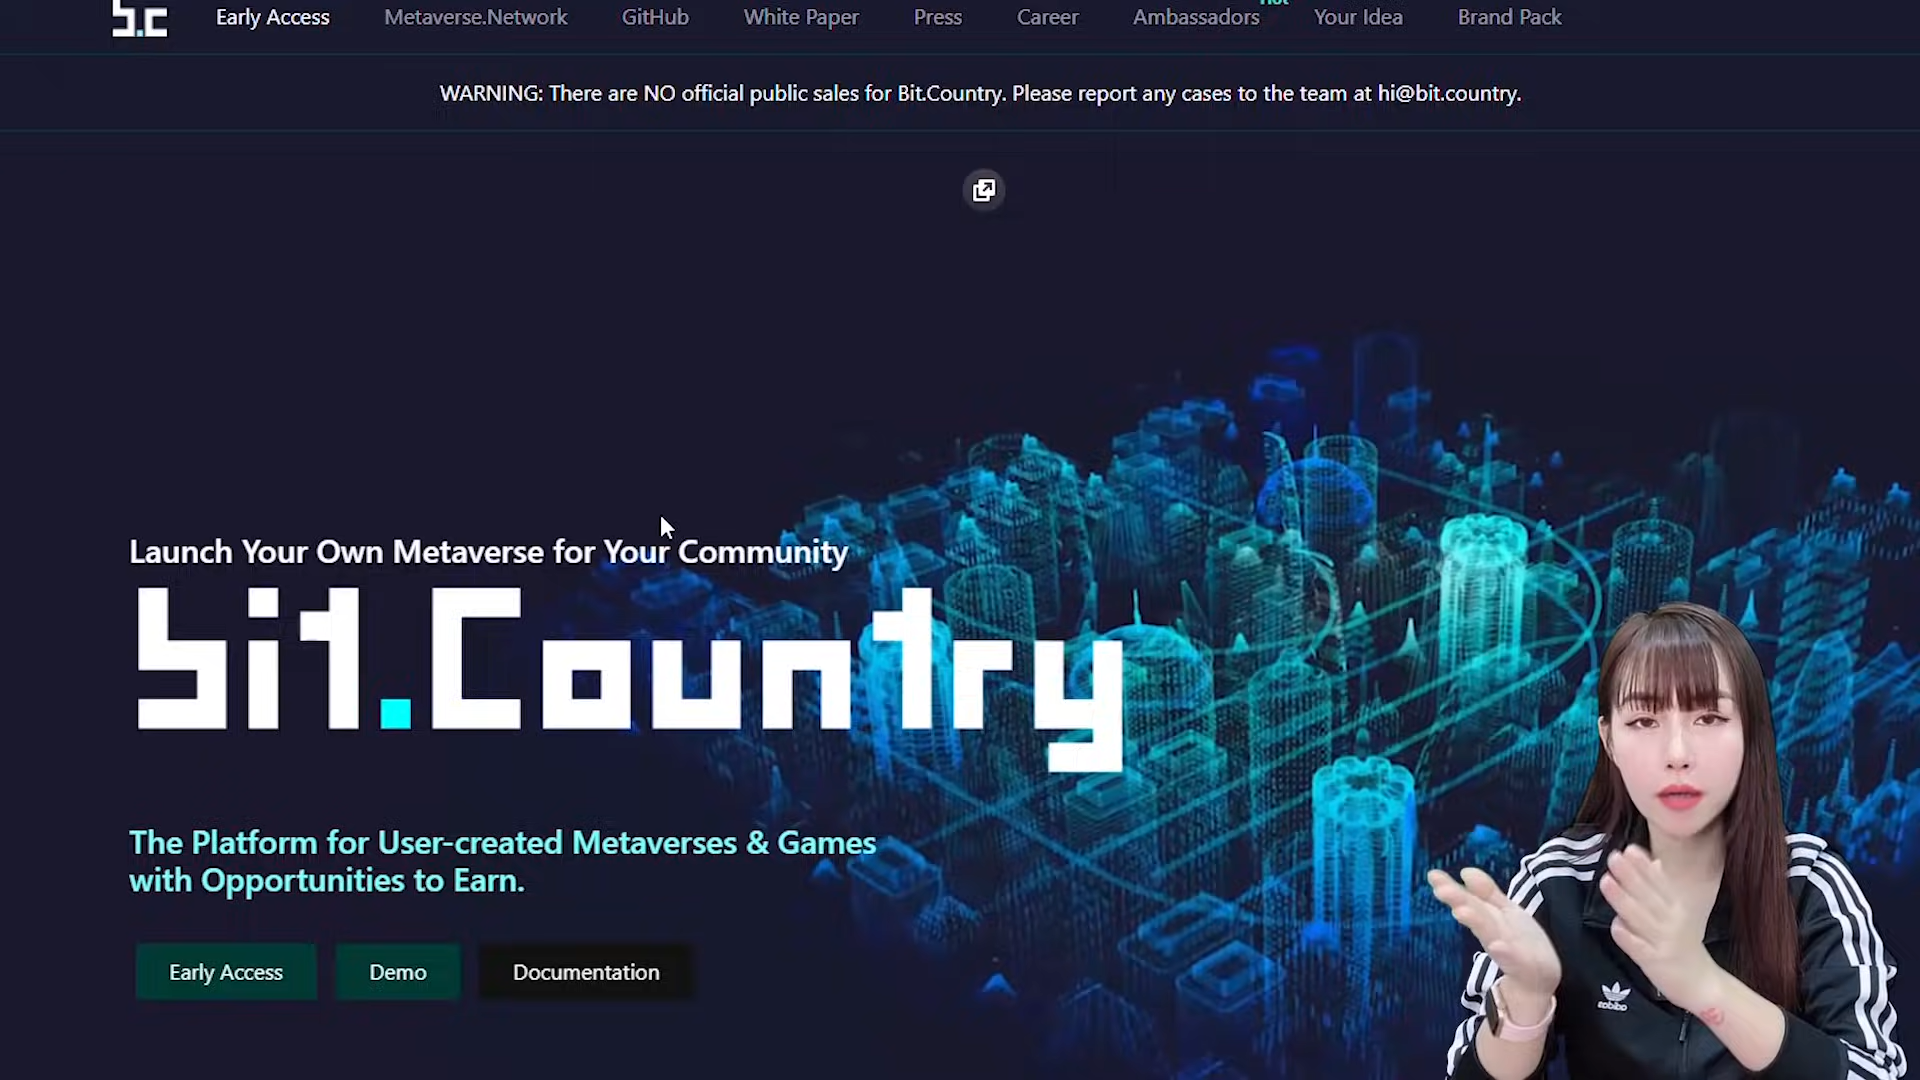 b.c
Early Access
Metaverse.Network
GitHub
White Paper
Press
Career
Ambassadors
Hot
Your Idea
Brand Pack
WARNING: There are NO official public sales for Bit.Country. Please report any cases to the team at hi@bit.country.
Launch Your Own Metaverse for Your Community
bit.Country
The Platform for User-created Metaverses & Games
with Opportunities to Earn.
Early Access
Demo
Documentation
adidas